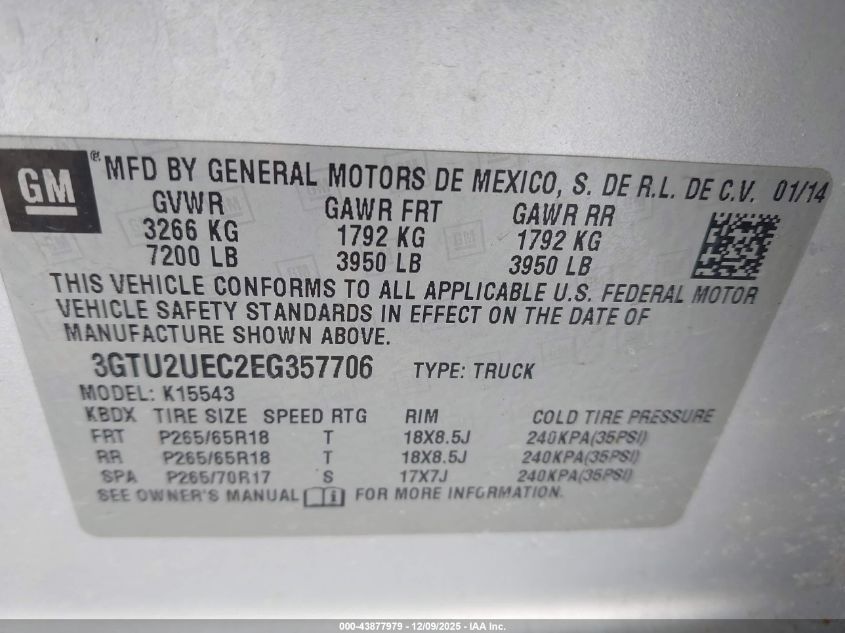 GM ® MFD BY GENERAL MOTORS DE MEXICO, S. DE R.L. DE C.V. 01/14
GVWR GAWR FRT GAWR RR
3266 KG 1792 KG 1792 KG
7200 LB 3950 LB 3950 LB
THIS VEHICLE CONFORMS TO ALL APPLICABLE U.S. FEDERAL MOTOR
VEHICLE SAFETY STANDARDS IN EFFECT ON THE DATE OF
MANUFACTURE SHOWN ABOVE.
3GTU2UEC2EG357706 TYPE: TRUCK
MODEL: K15543
KBDX TIRE SIZE SPEED RTG RIM COLD TIRE PRESSURE
FRT P265/65R18 T 18X8.5J 240KPA(35PSI)
RR P265/65R18 T 18X8.5J 240KPA(35PSI)
SPA P265/70R17 S 17X7J 240KPA(35PSI)
SEE OWNER'S MANUAL FOR MORE INFORMATION.
000-43877979 - 12/09/2025 - IAA Inc.